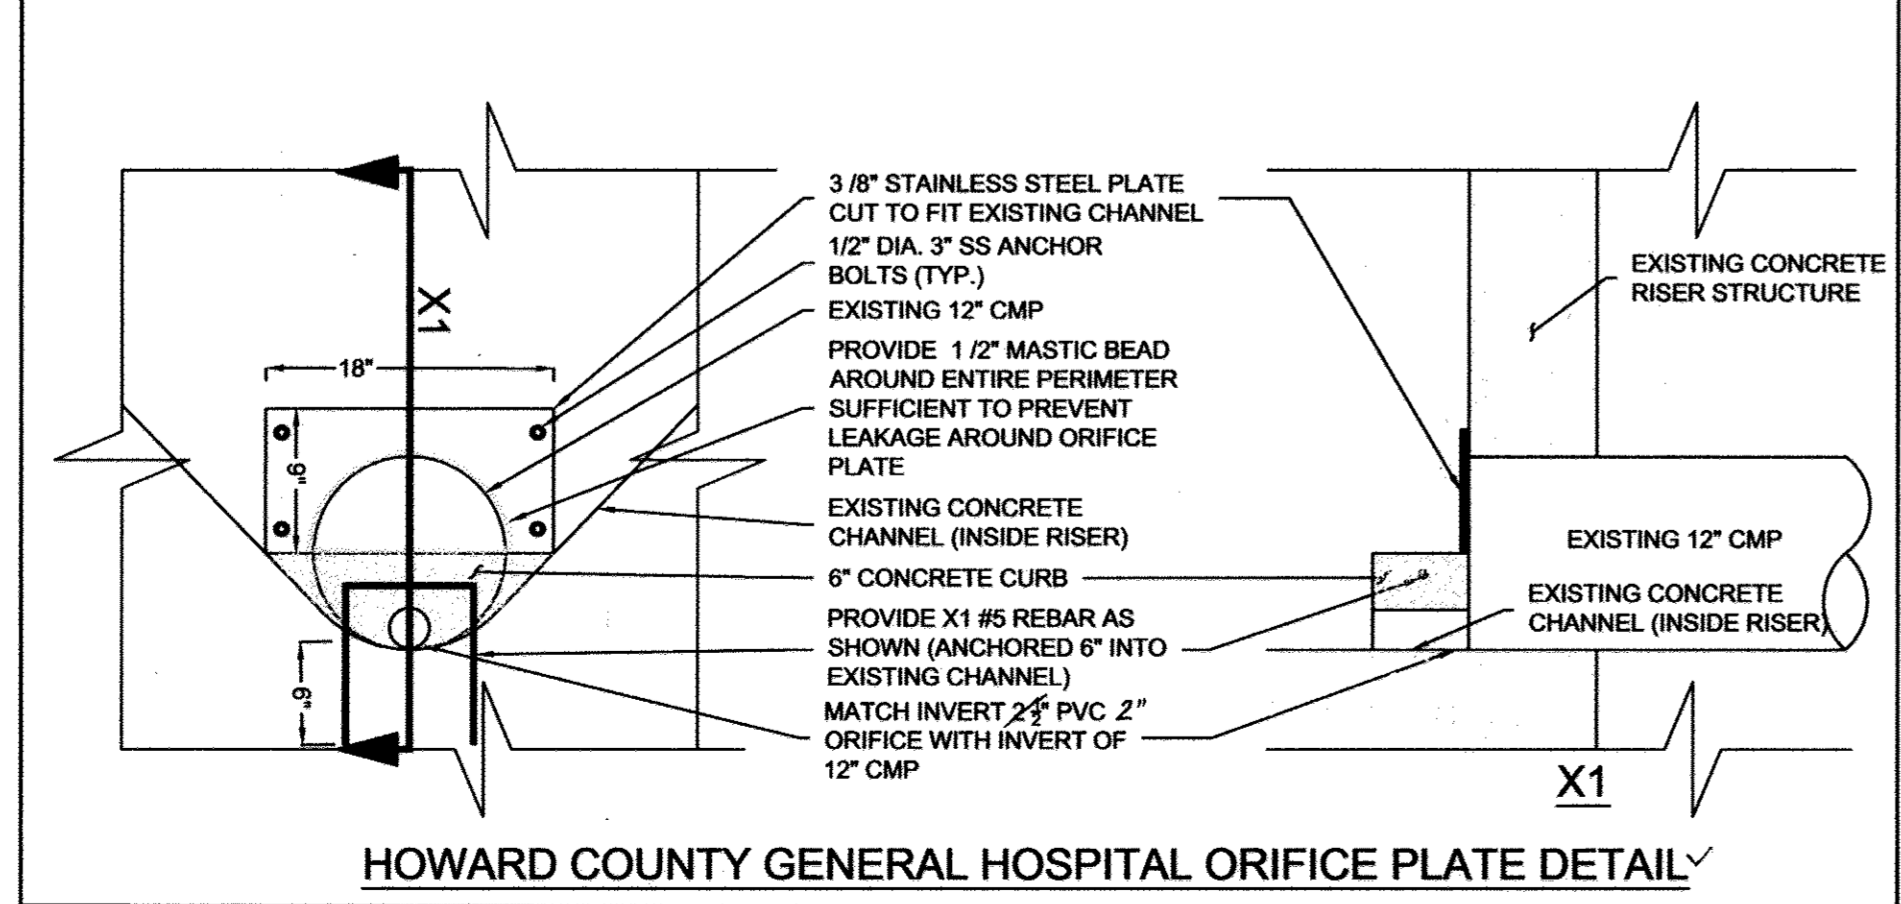 3 /8" STAINLESS STEEL PLATE
CUT TO FIT EXISTING CHANNEL
1/2" DIA. 3" SS ANCHOR
BOLTS (TYP.)
EXISTING 12" CMP
PROVIDE 1 /2" MASTIC BEAD
AROUND ENTIRE PERIMETER
SUFFICIENT TO PREVENT
LEAKAGE AROUND ORIFICE
PLATE
EXISTING CONCRETE
CHANNEL (INSIDE RISER)
6" CONCRETE CURB
PROVIDE X1 #5 REBAR AS
SHOWN (ANCHORED 6" INTO
EXISTING CHANNEL)
MATCH INVERT PVC 2"
ORIFICE WITH INVERT OF
12" CMP
X1
18"
9"
6"
EXISTING CONCRETE
RISER STRUCTURE
EXISTING 12" CMP
EXISTING CONCRETE
CHANNEL (INSIDE RISER)
X1
HOWARD COUNTY GENERAL HOSPITAL ORIFICE PLATE DETAIL